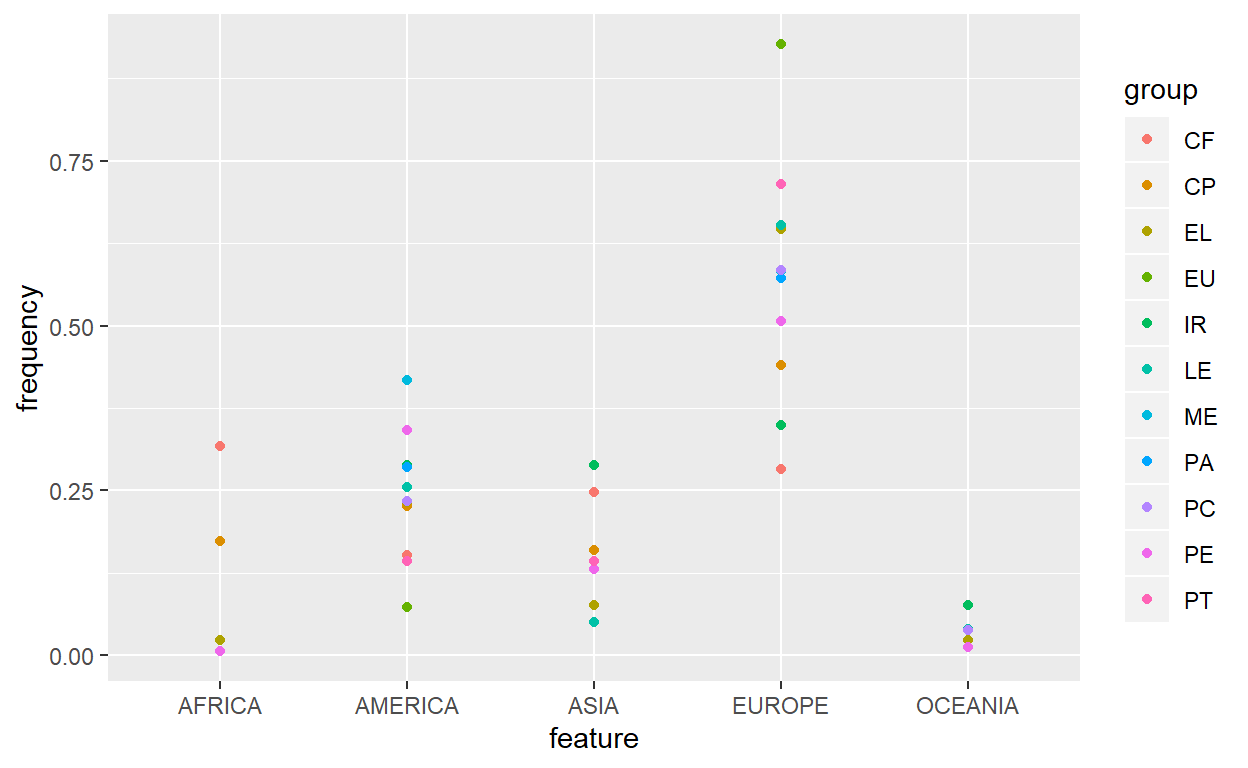 group
CF
CP
EL
EU
IR
LE
ME
PA
PC
PE
PT
frequency
0.75
0.50
0.25
0.00
AFRICA AMERICA ASIA EUROPE OCEANIA
feature